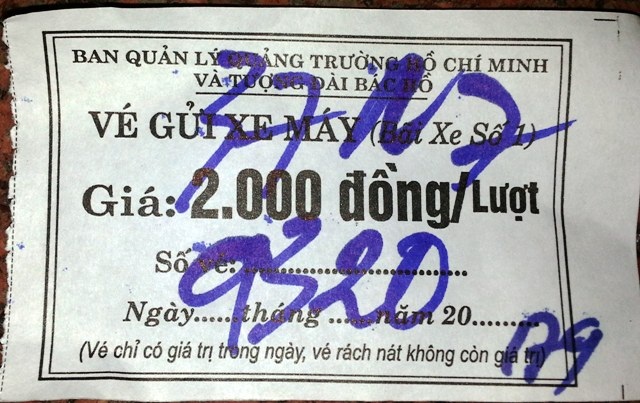 BAN QUẢN LÝ QUẢNG TRƯỜNG HỒ CHÍ MINH
VÀ TƯỢNG ĐÀI BÁC HỒ
VÉ GỬI XE MÁY (Bãi Xe Số 1)
Giá: 2.000 đồng/Lượt
Số vé:..............................
9320
Ngày......tháng.......năm 20.........
(Vé chỉ có giá trị trong ngày, vé rách nát không còn giá trị)